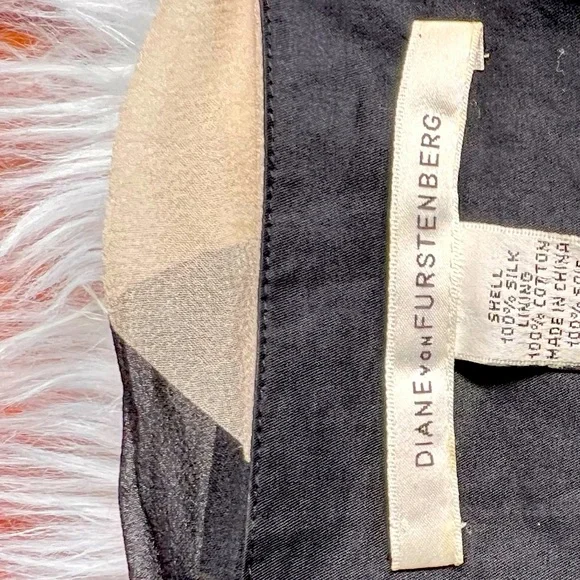 DIANE VON FURSTENBERG
SHELL
100% SILK
LINING
100% COTTON
MADE IN CHINA